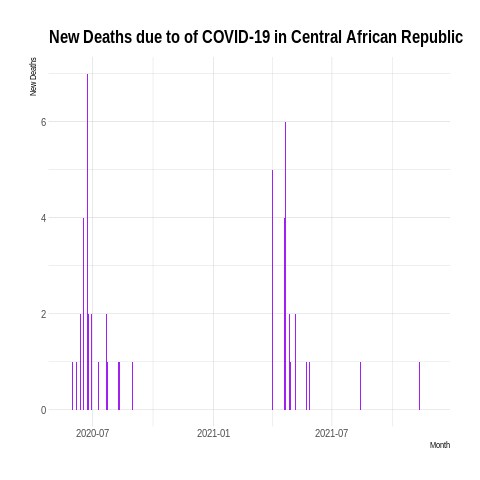 New Deaths due to of COVID-19 in Central African Republic
New Deaths
6
4
2
0
2020-07 2021-01 2021-07
Month